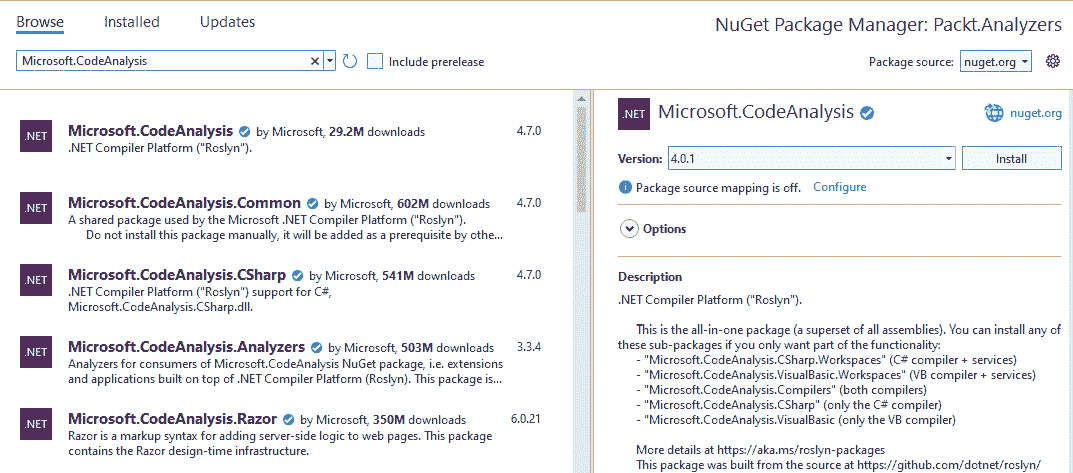 Browse Installed Updates
NuGet Package Manager: Packt.Analyzers
Microsoft.CodeAnalysis
Include prerelease
Package source: nuget.org
.NET
Microsoft.CodeAnalysis by Microsoft, 29.2M downloads 4.7.0
.NET Compiler Platform ("Roslyn").
.NET
Microsoft.CodeAnalysis.Common by Microsoft, 602M downloads 4.7.0
A shared package used by the Microsoft .NET Compiler Platform ("Roslyn").
Do not install this package manually, it will be added as a prerequisite by othe...
.NET
Microsoft.CodeAnalysis.CSharp by Microsoft, 541M downloads 4.7.0
.NET Compiler Platform ("Roslyn") support for C#,
Microsoft.CodeAnalysis.CSharp.dll.
.NET
Microsoft.CodeAnalysis.Analyzers by Microsoft, 503M downloads 3.3.4
Analyzers for consumers of Microsoft.CodeAnalysis NuGet package, i.e. extensions
and applications built on top of .NET Compiler Platform (Roslyn). This package is...
.NET
Microsoft.CodeAnalysis.Razor by Microsoft, 350M downloads 6.0.21
Razor is a markup syntax for adding server-side logic to web pages. This package
contains the Razor design-time infrastructure.
.NET
Microsoft.CodeAnalysis
nuget.org
Version: 4.0.1
Install
Package source mapping is off. Configure
Options
Description
.NET Compiler Platform ("Roslyn").
This is the all-in-one package (a superset of all assemblies). You can install any of
these sub-packages if you only want part of the functionality:
- "Microsoft.CodeAnalysis.CSharp.Workspaces" (C# compiler + services)
- "Microsoft.CodeAnalysis.VisualBasic.Workspaces" (VB compiler + services)
- "Microsoft.CodeAnalysis.Compilers" (both compilers)
- "Microsoft.CodeAnalysis.CSharp" (only the C# compiler)
- "Microsoft.CodeAnalysis.VisualBasic (only the VB compiler)
More details at https://aka.ms/roslyn-packages
This package was built from the source at https://github.com/dotnet/roslyn/